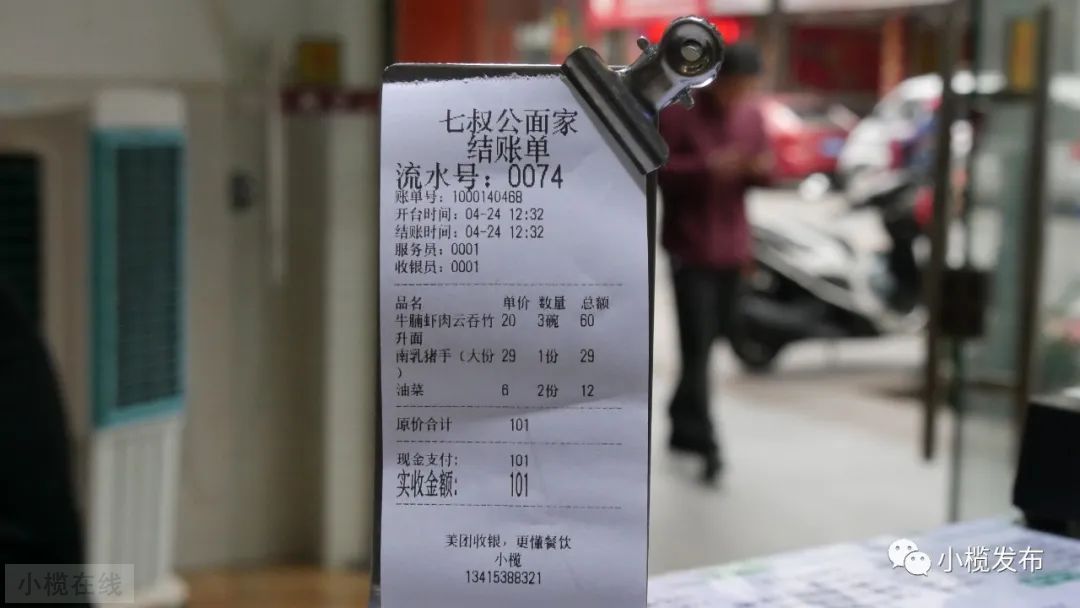 七叔公面家
结账单
流水号：0074
账单号：1000140468
开台时间：04-24 12:32
结账时间：04-24 12:32
服务员：0001
收银员：0001
品名 单价 数量 总额
牛腩虾肉云吞竹 20 3碗 60
升面
南乳猪手（大份 29 1份 29
）
油菜 6 2份 12
原价合计 101
现金支付： 101
实收金额： 101
美团收银，更懂餐饮
小榄
13415388321
小榄在线
小榄发布